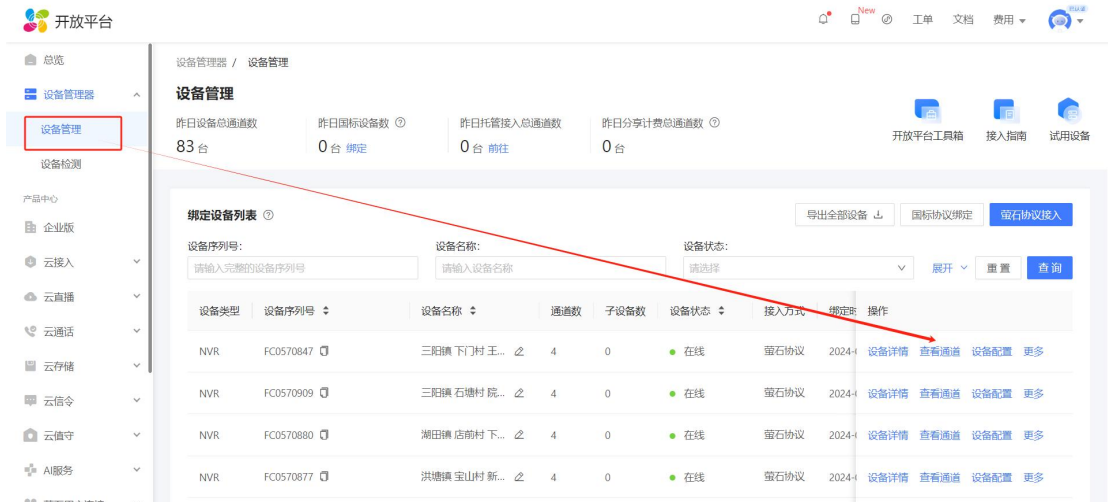 开放平台
New
工单 文档 费用
总览
设备管理器
设备管理
设备检测
产品中心
企业版
云接入
云直播
云通话
云存储
云信令
云值守
AI服务
设备管理器 / 设备管理
设备管理
昨日设备总通道数 昨日国标设备数 昨日托管接入总通道数 昨日分享计费总通道数
83 台 0 台 绑定 0 台 前往 0 台
开放平台工具箱 接入指南 试用设备
绑定设备列表
导出全部设备 国标协议绑定 萤石协议接入
设备序列号: 设备名称: 设备状态:
请输入完整的设备序列号 请输入设备名称 请选择 展开 重置 查询
设备类型 设备序列号 设备名称 通道数 子设备数 设备状态 接入方式 绑定时 操作
NVR FC0570847 三阳镇 下门村 王... 4 0 在线 萤石协议 2024- 设备详情 查看通道 设备配置 更多
NVR FC0570909 三阳镇 石塘村 院... 4 0 在线 萤石协议 2024- 设备详情 查看通道 设备配置 更多
NVR FC0570880 湖田镇 店前村 下... 4 0 在线 萤石协议 2024- 设备详情 查看通道 设备配置 更多
NVR FC0570877 洪塘镇 宝山村 新... 4 0 在线 萤石协议 2024- 设备详情 查看通道 设备配置 更多